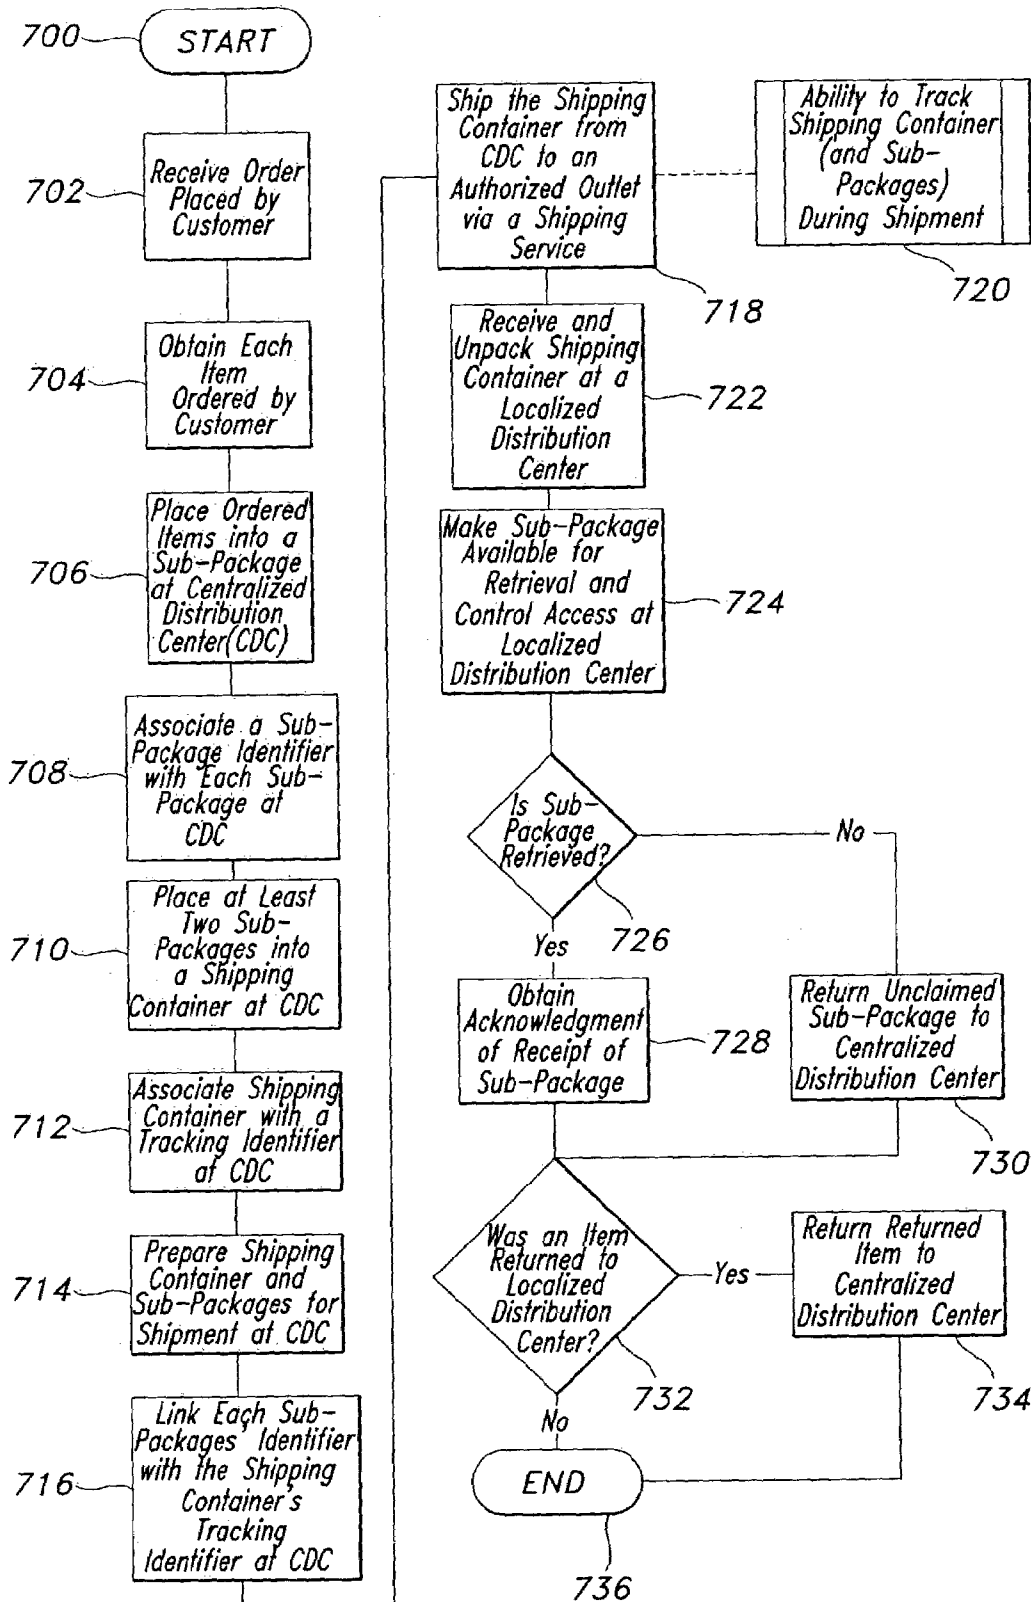 700
START
702
Receive Order
Placed by
Customer
704
Obtain Each
Item
Ordered by
Customer
706
Place Ordered
Items into a
Sub-Package
at Centralized
Distribution
Center(CDC)
708
Associate a Sub-
Package Identifier
with Each Sub-
Package at
CDC
710
Place at Least
Two Sub-
Packages into
a Shipping
Container at CDC
712
Associate Shipping
Container with a
Tracking Identifier
at CDC
714
Prepare Shipping
Container and
Sub-Packages for
Shipment at CDC
716
Link Each Sub-
Packages' Identifier
with the Shipping
Container's
Tracking
Identifier at CDC
Ship the Shipping
Container from
CDC to an
Authorized Outlet
via a Shipping
Service
718
Ability to Track
Shipping Container
(and Sub-
Packages)
During Shipment
720
Receive and
Unpack Shipping
Container at a
Localized
Distribution
Center
722
Make Sub-Package
Available for
Retrieval and
Control Access at
Localized
Distribution Center
724
Is Sub-
Package
Retrieved?
726
No
Yes
Obtain
Acknowledgment
of Receipt of
Sub-Package
728
Return Unclaimed
Sub-Package to
Centralized
Distribution Center
730
Was an Item
Returned to
Localized
Distribution
Center?
732
Yes
Return Returned
Item to
Centralized
Distribution Center
734
No
END
736